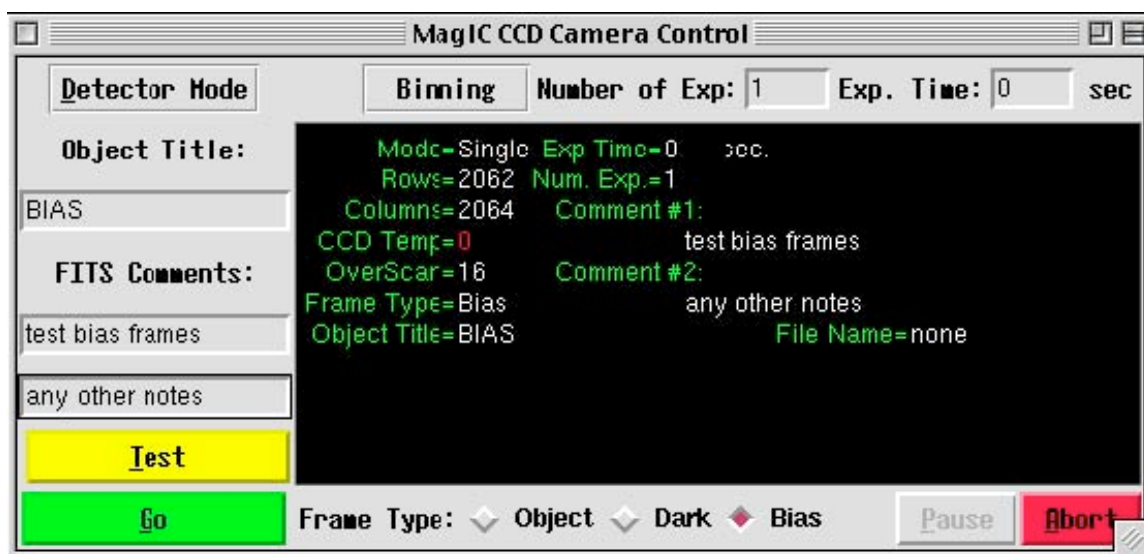 MagIC CCD Camera Control
Detector Mode Binning Number of Exp: 1 Exp. Time: 0 sec
Object Title:
BIAS
FITS Comments:
test bias frames
any other notes
Test
Go
Mode=Single Exp Time=0 sec.
Rows=2062 Num. Exp.=1
Columns=2064 Comment #1:
CCD Temp=0 test bias frames
OverScan=16 Comment #2:
Frame Type=Bias any other notes
Object Title=BIAS File Name=none
Frame Type: Object Dark Bias Pause Abort